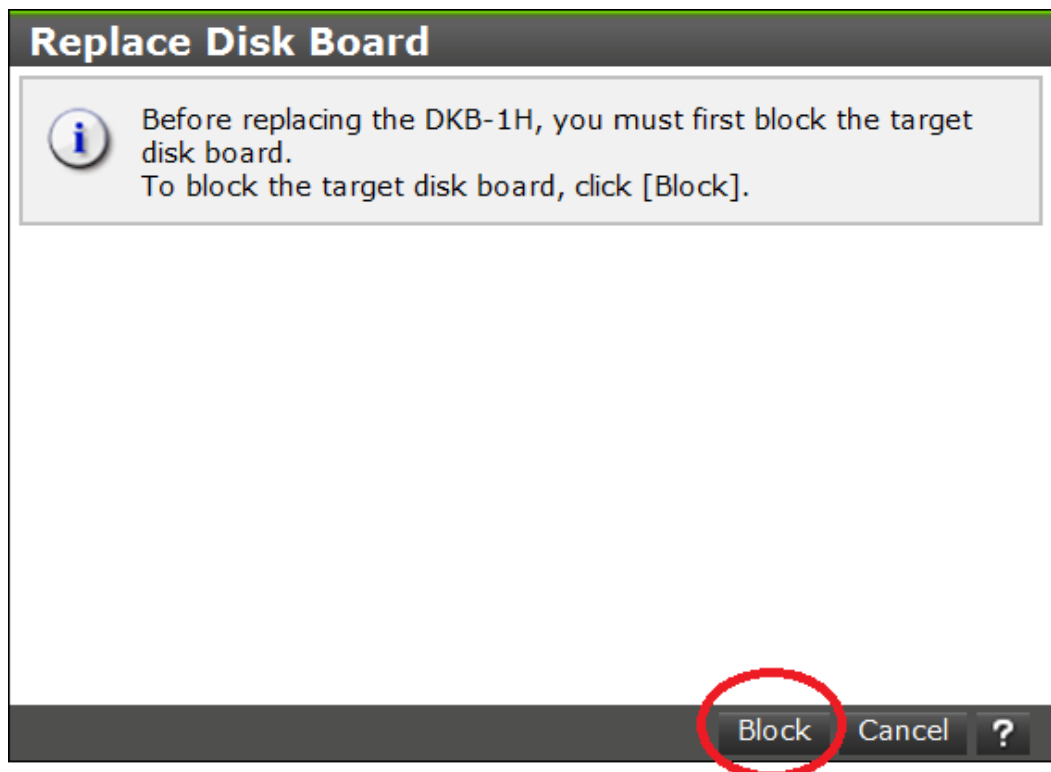 Replace Disk Board
Before replacing the DKB-1H, you must first block the target
disk board.
To block the target disk board, click [Block].
Block Cancel ?